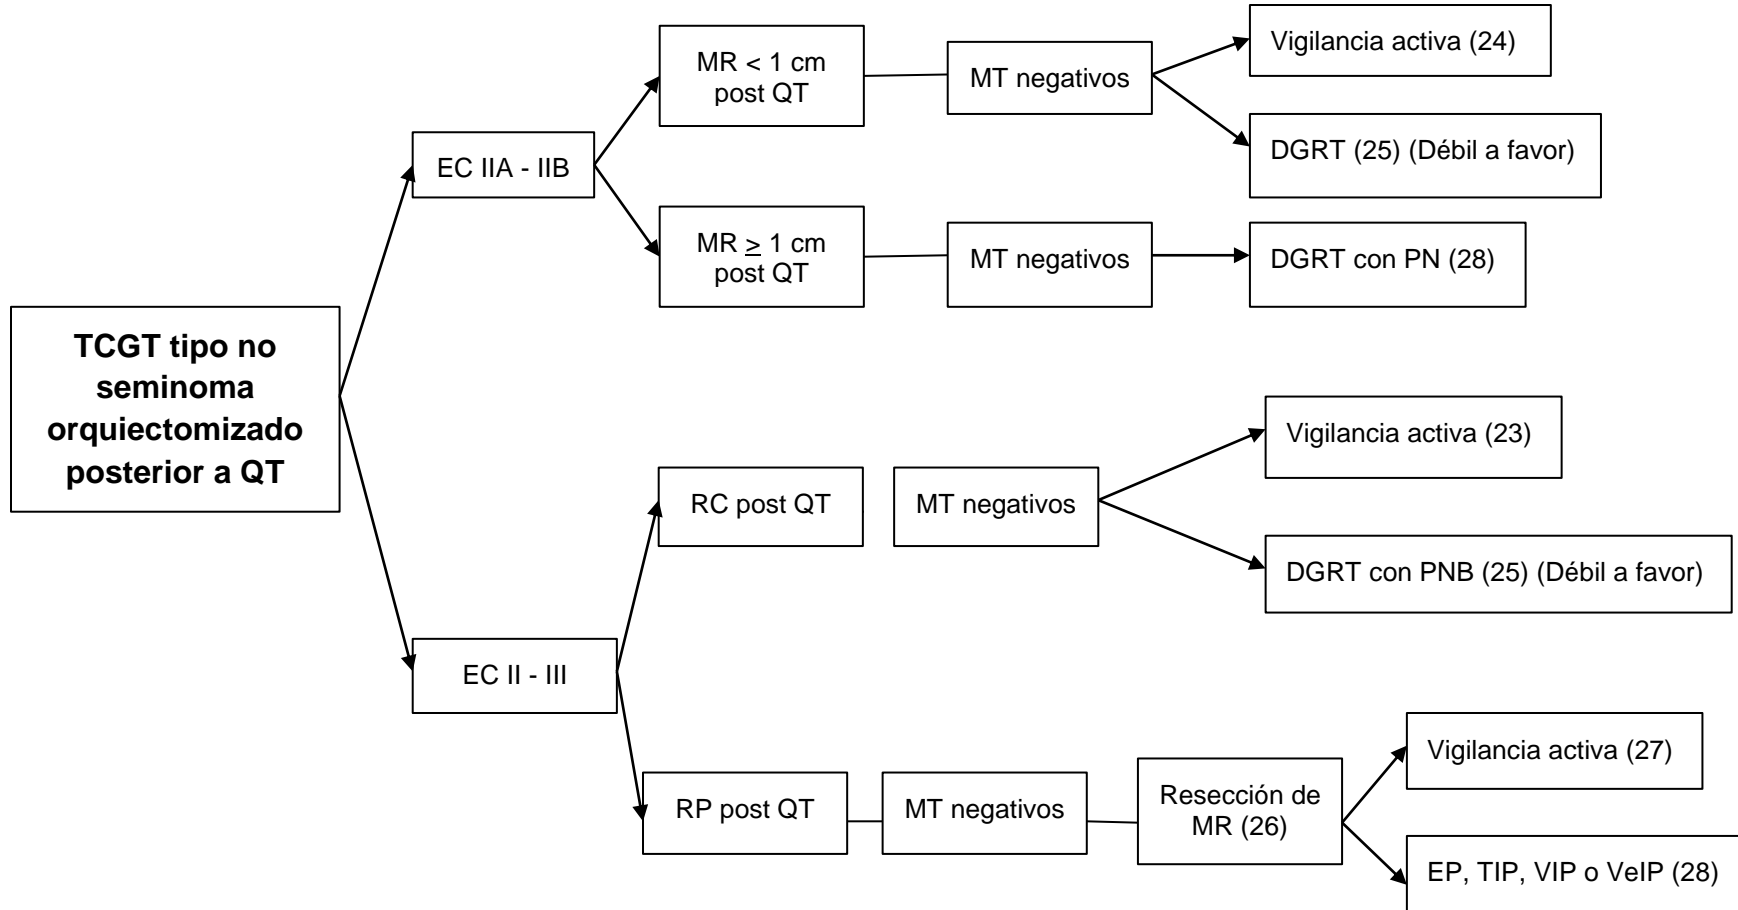 TCGT tipo no
seminoma
orquiectomizado
posterior a QT
EC IIA - IIB
MR < 1 cm
post QT
MT negativos
Vigilancia activa (24)
DGRT (25) (Débil a favor)
MR ≥ 1 cm
post QT
MT negativos
DGRT con PN (28)
EC II - III
RC post QT
MT negativos
Vigilancia activa (23)
DGRT con PNB (25) (Débil a favor)
RP post QT
MT negativos
Resección de
MR (26)
Vigilancia activa (27)
EP, TIP, VIP o VeIP (28)